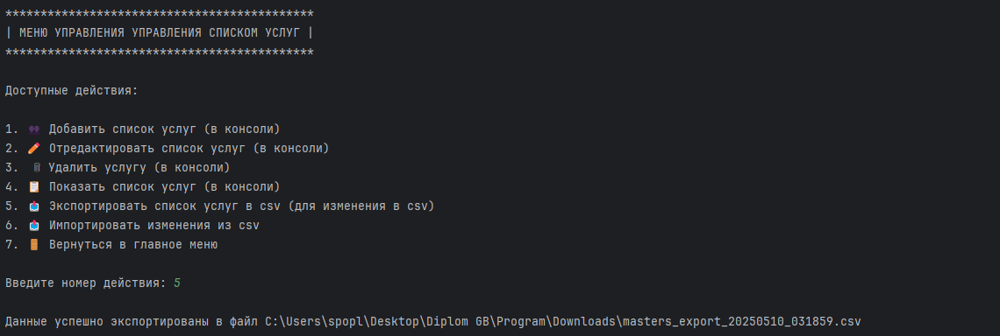 ********************************************
| МЕНЮ УПРАВЛЕНИЯ УПРАВЛЕНИЯ СПИСКОМ УСЛУГ |
********************************************
Доступные действия:
1. 👥 Добавить список услуг (в консоли)
2. ✏️ Отредактировать список услуг (в консоли)
3. 🗑 Удалить услугу (в консоли)
4. 📋 Показать список услуг (в консоли)
5. 📤 Экспортировать список услуг в csv (для изменения в csv)
6. 📤 Импортировать изменения из csv
7. 🚪 Вернуться в главное меню
Введите номер действия: 5
Данные успешно экспортированы в файл C:\Users\spopl\Desktop\Diplom GB\Program\Downloads\masters_export_20250510_031859.csv